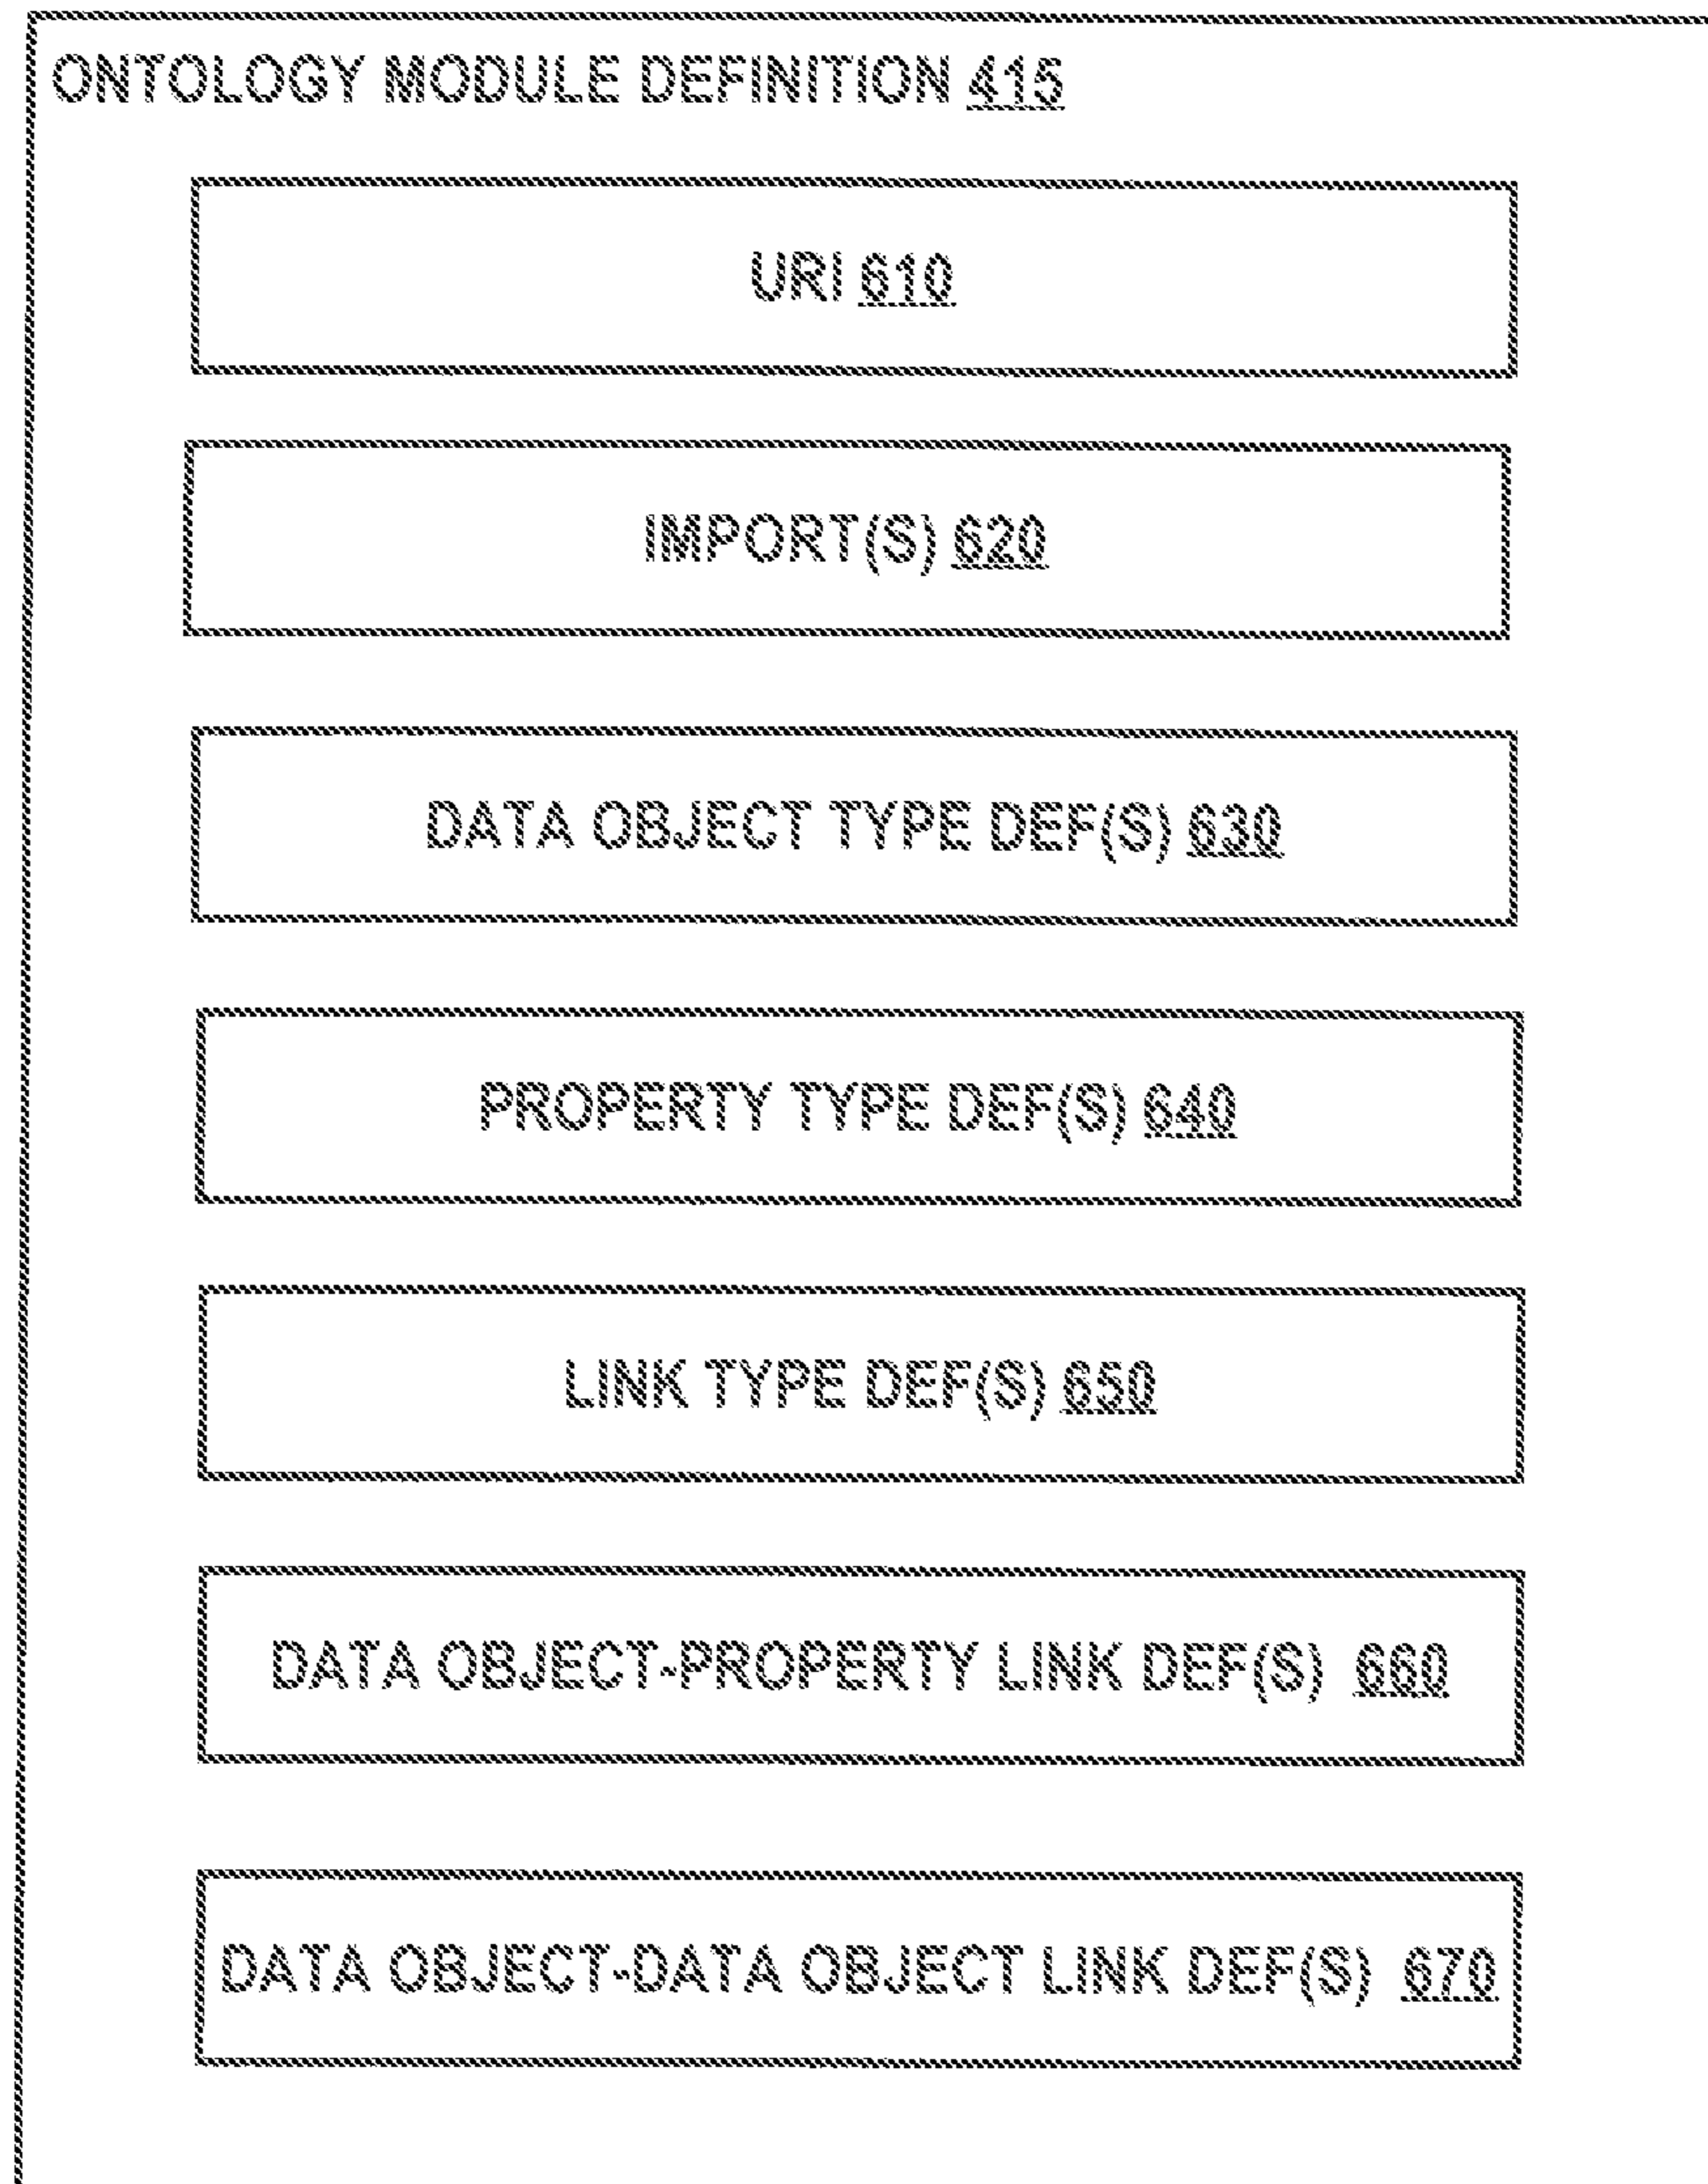 ONTOLOGY MODULE DEFINITION 415
URI 610
IMPORT(S) 620
DATA OBJECT TYPE DEF(S) 630
PROPERTY TYPE DEF(S) 640
LINK TYPE DEF(S) 650
DATA OBJECT-PROPERTY LINK DEF(S) 660
DATA OBJECT-DATA OBJECT LINK DEF(S) 670